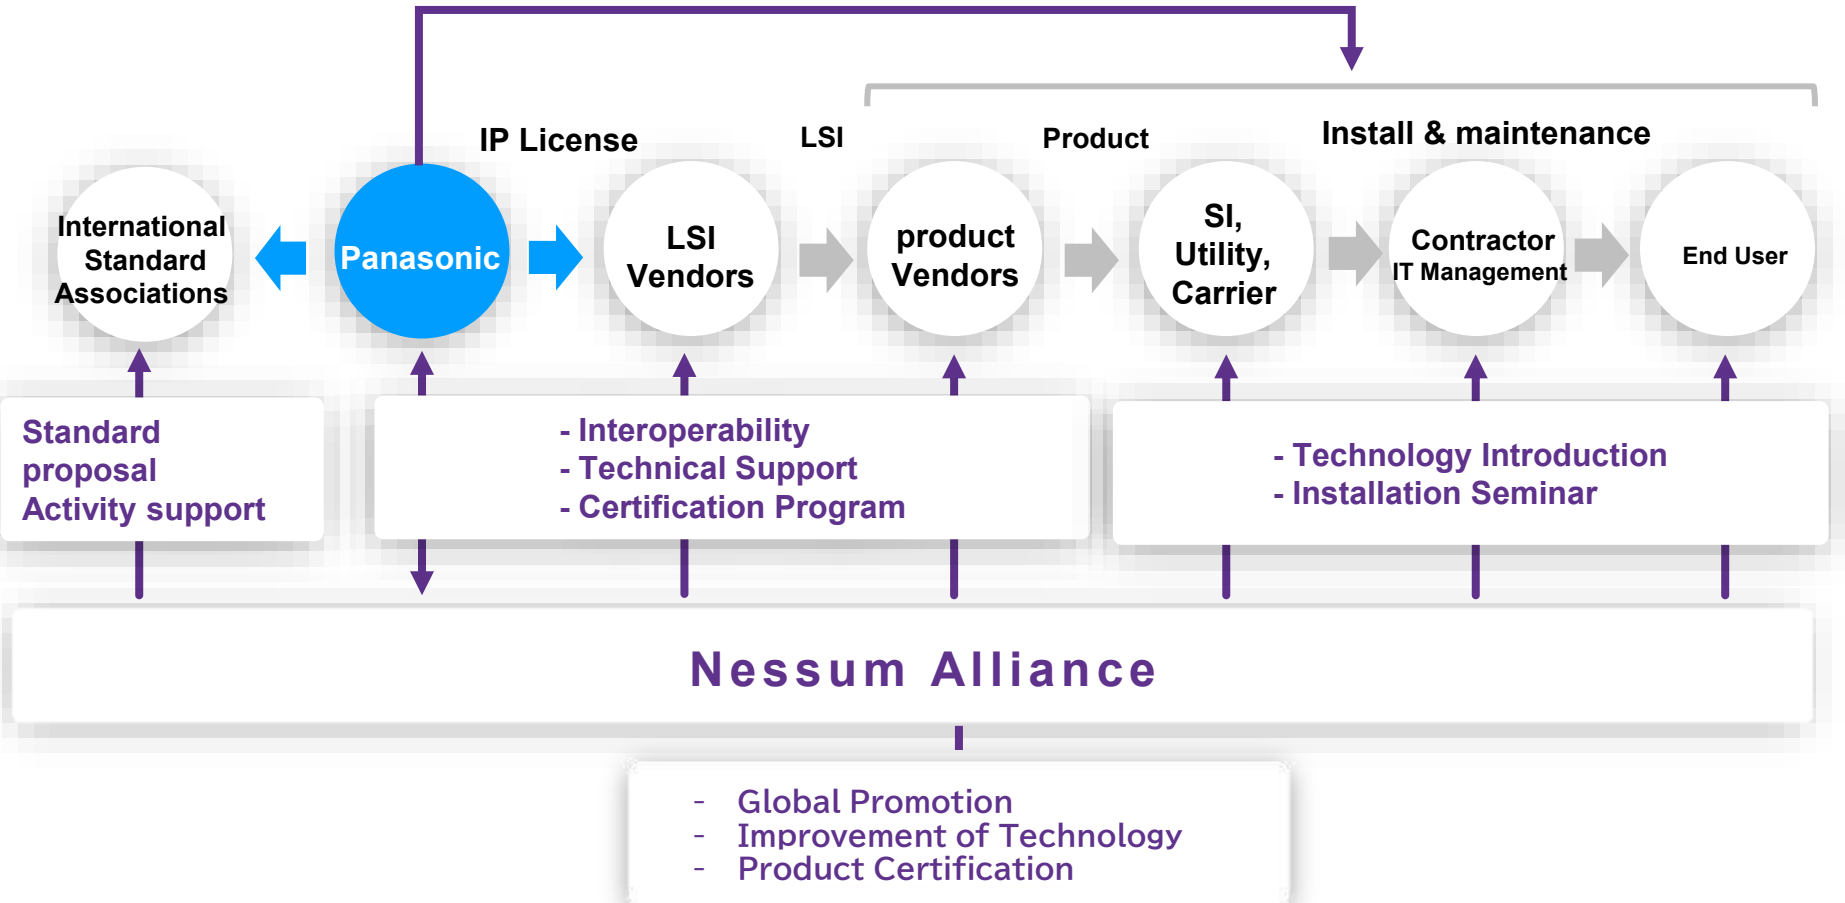 IP License
LSI
Product
Install & maintenance
International
Standard
Associations
Panasonic
LSI
Vendors
product
Vendors
SI,
Utility,
Carrier
Contractor
IT Management
End User
Standard
proposal
Activity support
- Interoperability
- Technical Support
- Certification Program
- Technology Introduction
- Installation Seminar
Nessum Alliance
- Global Promotion
- Improvement of Technology
- Product Certification